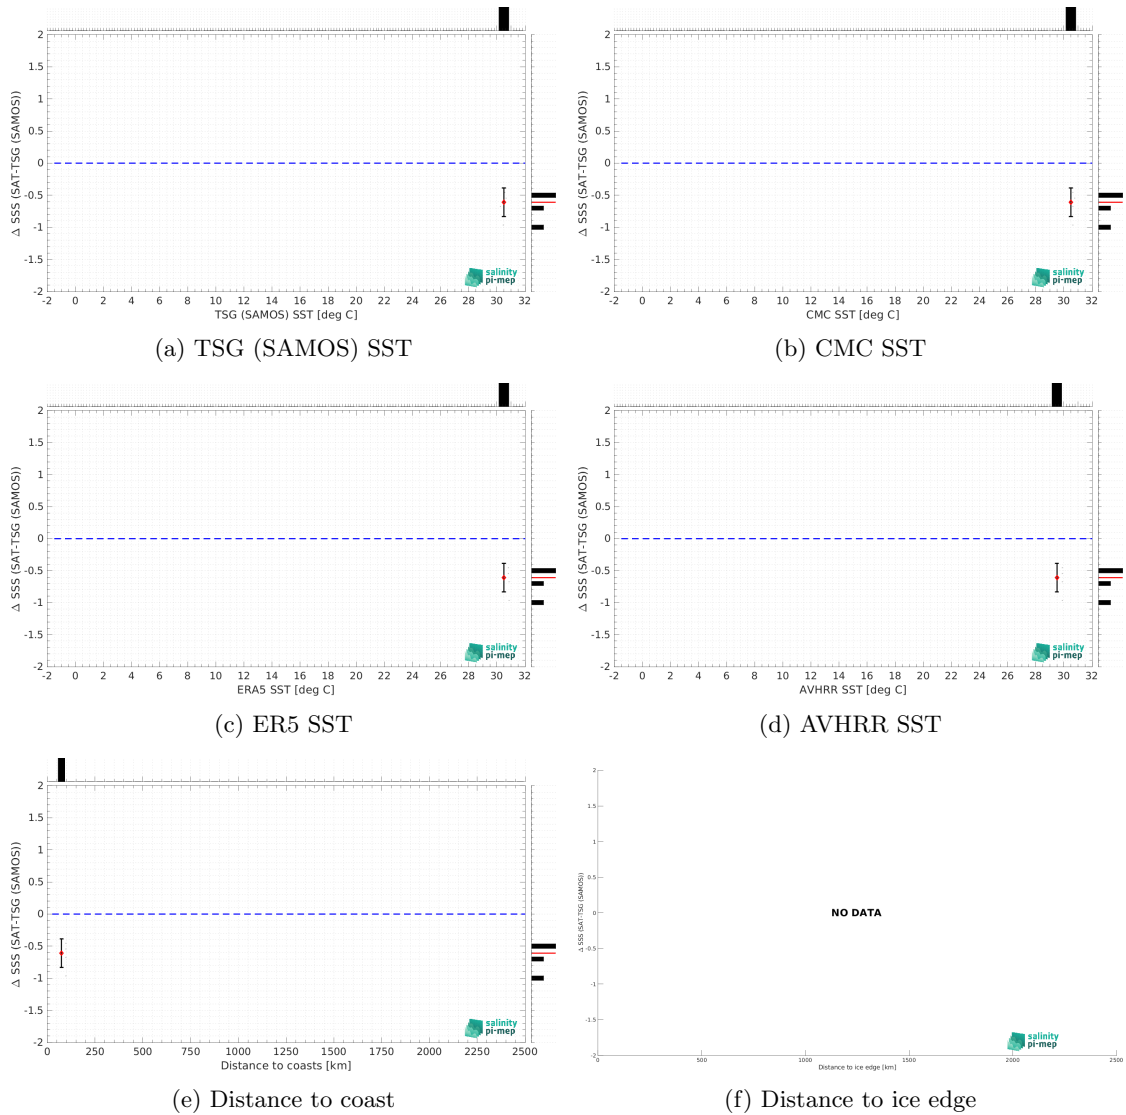 2
1.5
1
0.5
0
-0.5
-1
-1.5
-2
Δ SSS (SAT-TSG (SAMOS))
-2 0 2 4 6 8 10 12 14 16 18 20 22 24 26 28 30 32
TSG (SAMOS) SST [deg C]
salinity
pi-mep
(a) TSG (SAMOS) SST
2
1.5
1
0.5
0
-0.5
-1
-1.5
-2
Δ SSS (SAT-TSG (SAMOS))
-2 0 2 4 6 8 10 12 14 16 18 20 22 24 26 28 30 32
CMC SST [deg C]
salinity
pi-mep
(b) CMC SST
2
1.5
1
0.5
0
-0.5
-1
-1.5
-2
Δ SSS (SAT-TSG (SAMOS))
-2 0 2 4 6 8 10 12 14 16 18 20 22 24 26 28 30 32
ERA5 SST [deg C]
salinity
pi-mep
(c) ER5 SST
2
1.5
1
0.5
0
-0.5
-1
-1.5
-2
Δ SSS (SAT-TSG (SAMOS))
-2 0 2 4 6 8 10 12 14 16 18 20 22 24 26 28 30 32
AVHRR SST [deg C]
salinity
pi-mep
(d) AVHRR SST
2
1.5
1
0.5
0
-0.5
-1
-1.5
-2
Δ SSS (SAT-TSG (SAMOS))
0 250 500 750 1000 1250 1500 1750 2000 2250 2500
Distance to coasts [km]
salinity
pi-mep
(e) Distance to coast
2
1.5
1
0.5
0
-0.5
-1
-1.5
-2
Δ SSS (SAT-TSG (SAMOS))
NO DATA
0 500 1000 1500 2000 2500
Distance to ice edge [km]
salinity
pi-mep
(f) Distance to ice edge